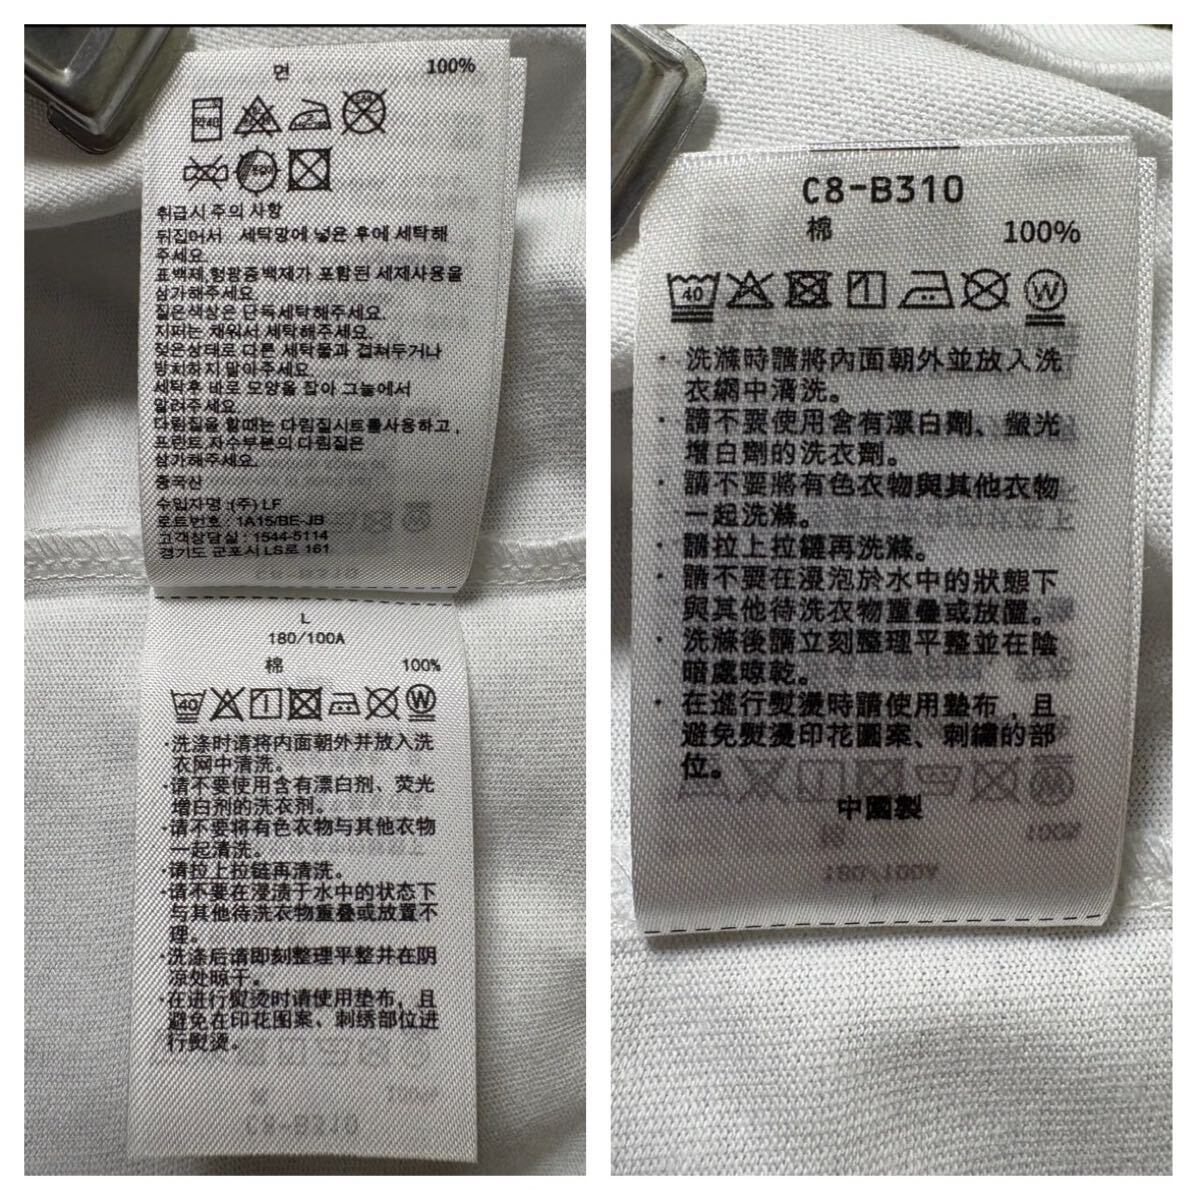 면 100%
약40
취급시 주의 사항
뒤집어서 세탁망에 넣은 후에 세탁해
주세요.
표백제,형광증백제가 포함된 세제사용을
삼가해주세요.
짙은색상은 단독세탁해주세요.
지퍼는 채워서 세탁해주세요.
젖은상태로 다른 세탁물과 겹쳐두거나
방치하지 말아주세요.
세탁후 바로 모양을 잡아 그늘에서
말려주세요.
다림질을 할때는 다림질시트를사용하고,
프린트 자수부분의 다림질은
삼가해주세요.
중국산
수입자명 :(주) LF
로트번호 : 1A15/BE-JB
고객상담실 : 1544-5114
경기도 군포시 LS로 161
L
180/100A
棉 100%
40 1 W
·洗涤时请将内面朝外并放入洗
衣网中清洗。
·请不要使用含有漂白剂、荧光
增白剂的洗衣剂。
·请不要将有色衣物与其他衣物
一起清洗。
·请拉上拉链再清洗。
·请不要在浸渍于水中的状态下
与其他待洗衣物重叠或放置不
理。
·洗涤后请即刻整理平整并在阴
凉处晾干。
·在进行熨烫时请使用垫布，且
避免在印花图案、刺绣部位进
行熨烫。
C8-B310
棉 100%
40 1 W
·洗滌時請將內面朝外並放入洗
衣網中清洗。
·請不要使用含有漂白劑、螢光
增白劑的洗衣劑。
·請不要將有色衣物與其他衣物
一起洗滌。
·請拉上拉鏈再洗滌。
·請不要在浸泡於水中的狀態下
與其他待洗衣物重疊或放置。
·洗滌後請立刻整理平整並在陰
暗處晾乾。
·在進行熨燙時請使用墊布，且
避免熨燙印花圖案、刺繡的部
位。
中國製